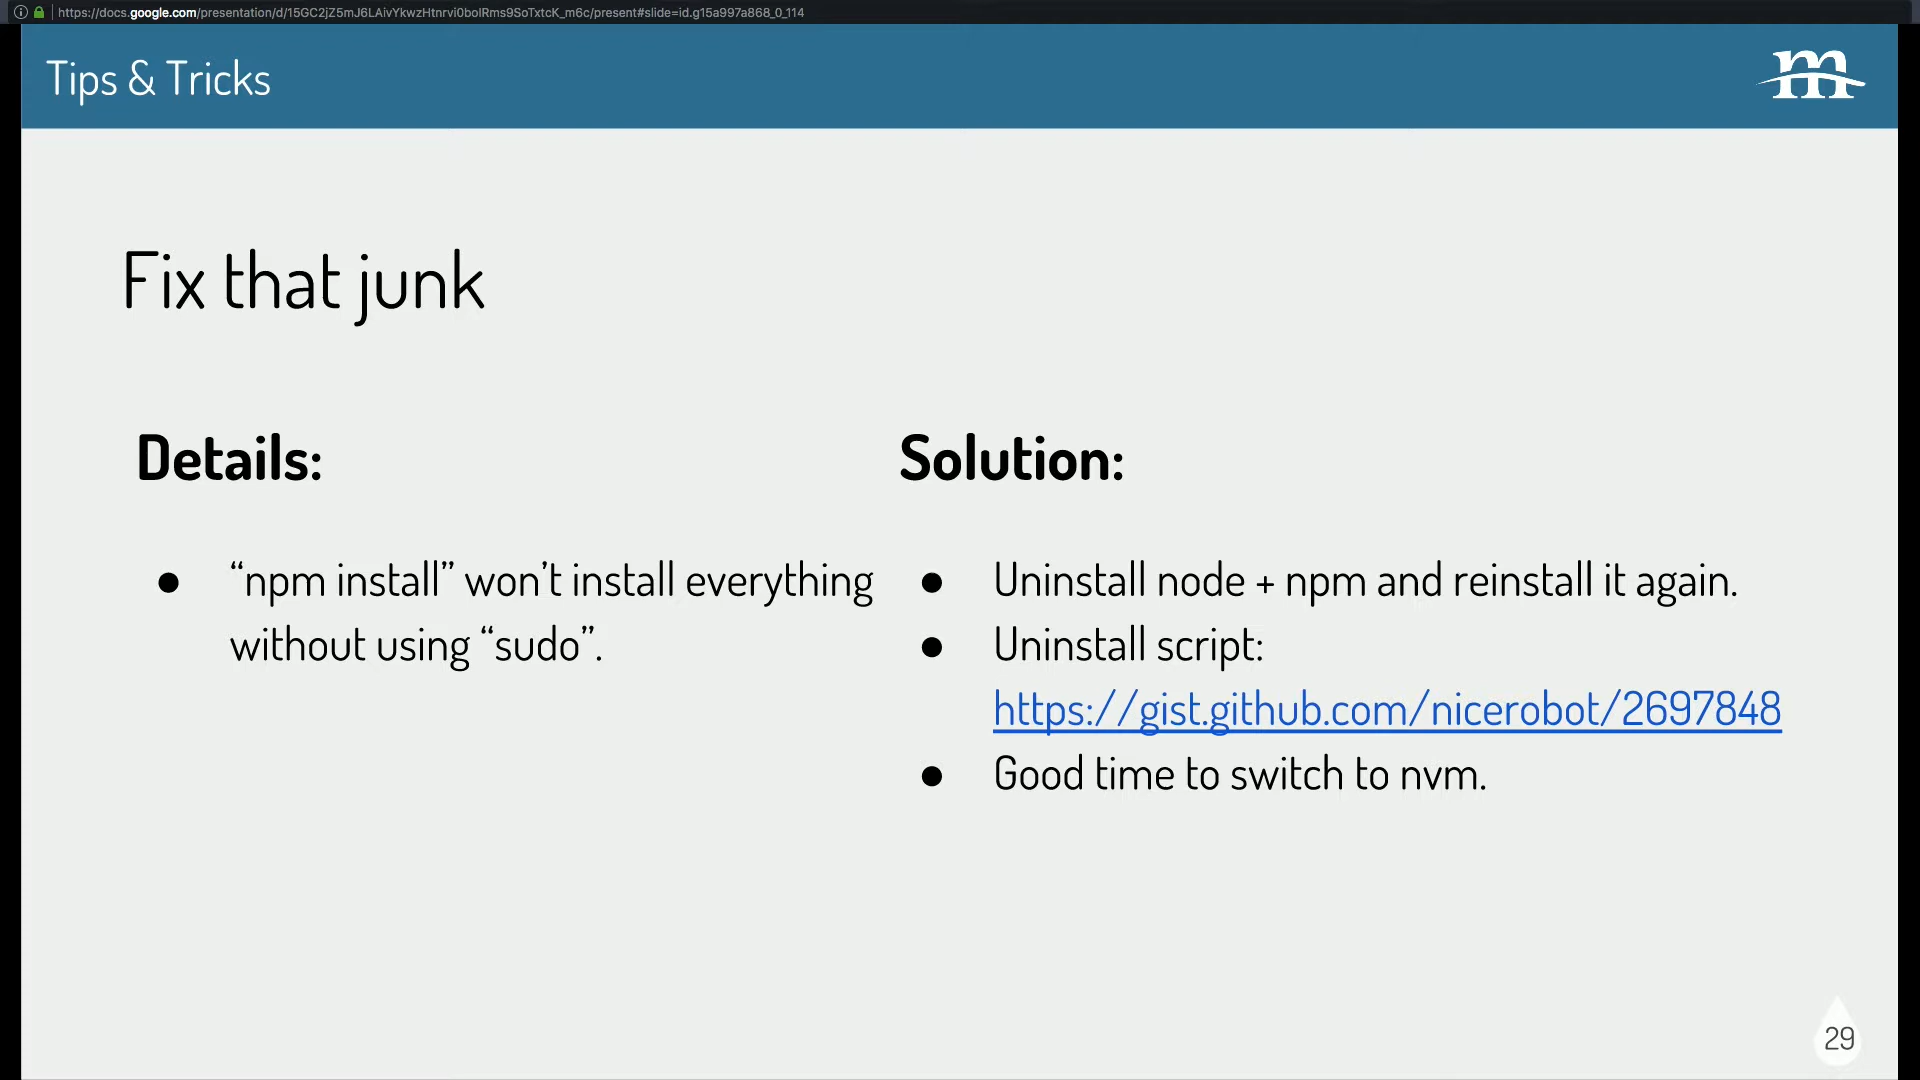 https://docs.google.com/presentation/d/15GC2jZ5mJ6LAivYkwzHtnrvi0bolRms9SoTxtcK_m6c/present#slide=id.g15a997a868_0_114
Tips & Tricks
m
Fix that junk
Details:
● “npm install” won’t install everything
without using “sudo”.
Solution:
● Uninstall node + npm and reinstall it again.
● Uninstall script:
https://gist.github.com/nicerobot/2697848
● Good time to switch to nvm.
29